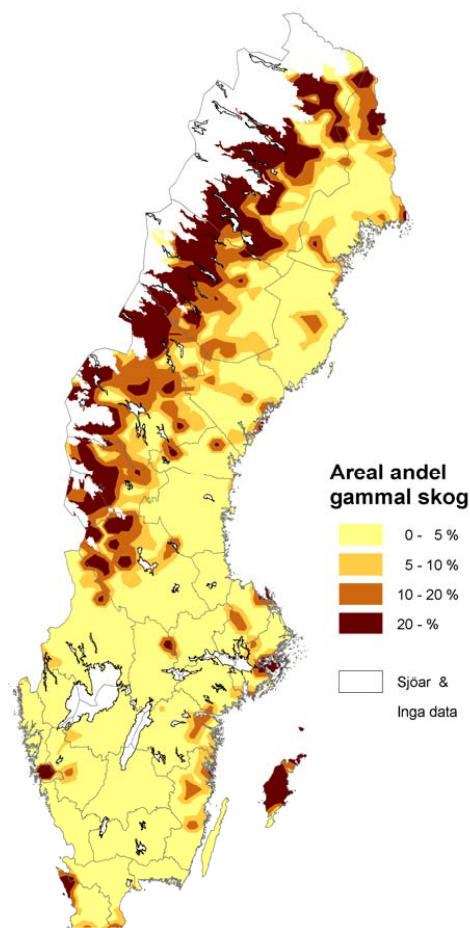 Areal andel
gammal skog
0 - 5 %
5 - 10 %
10 - 20 %
20 - %
Sjöar &
Inga data